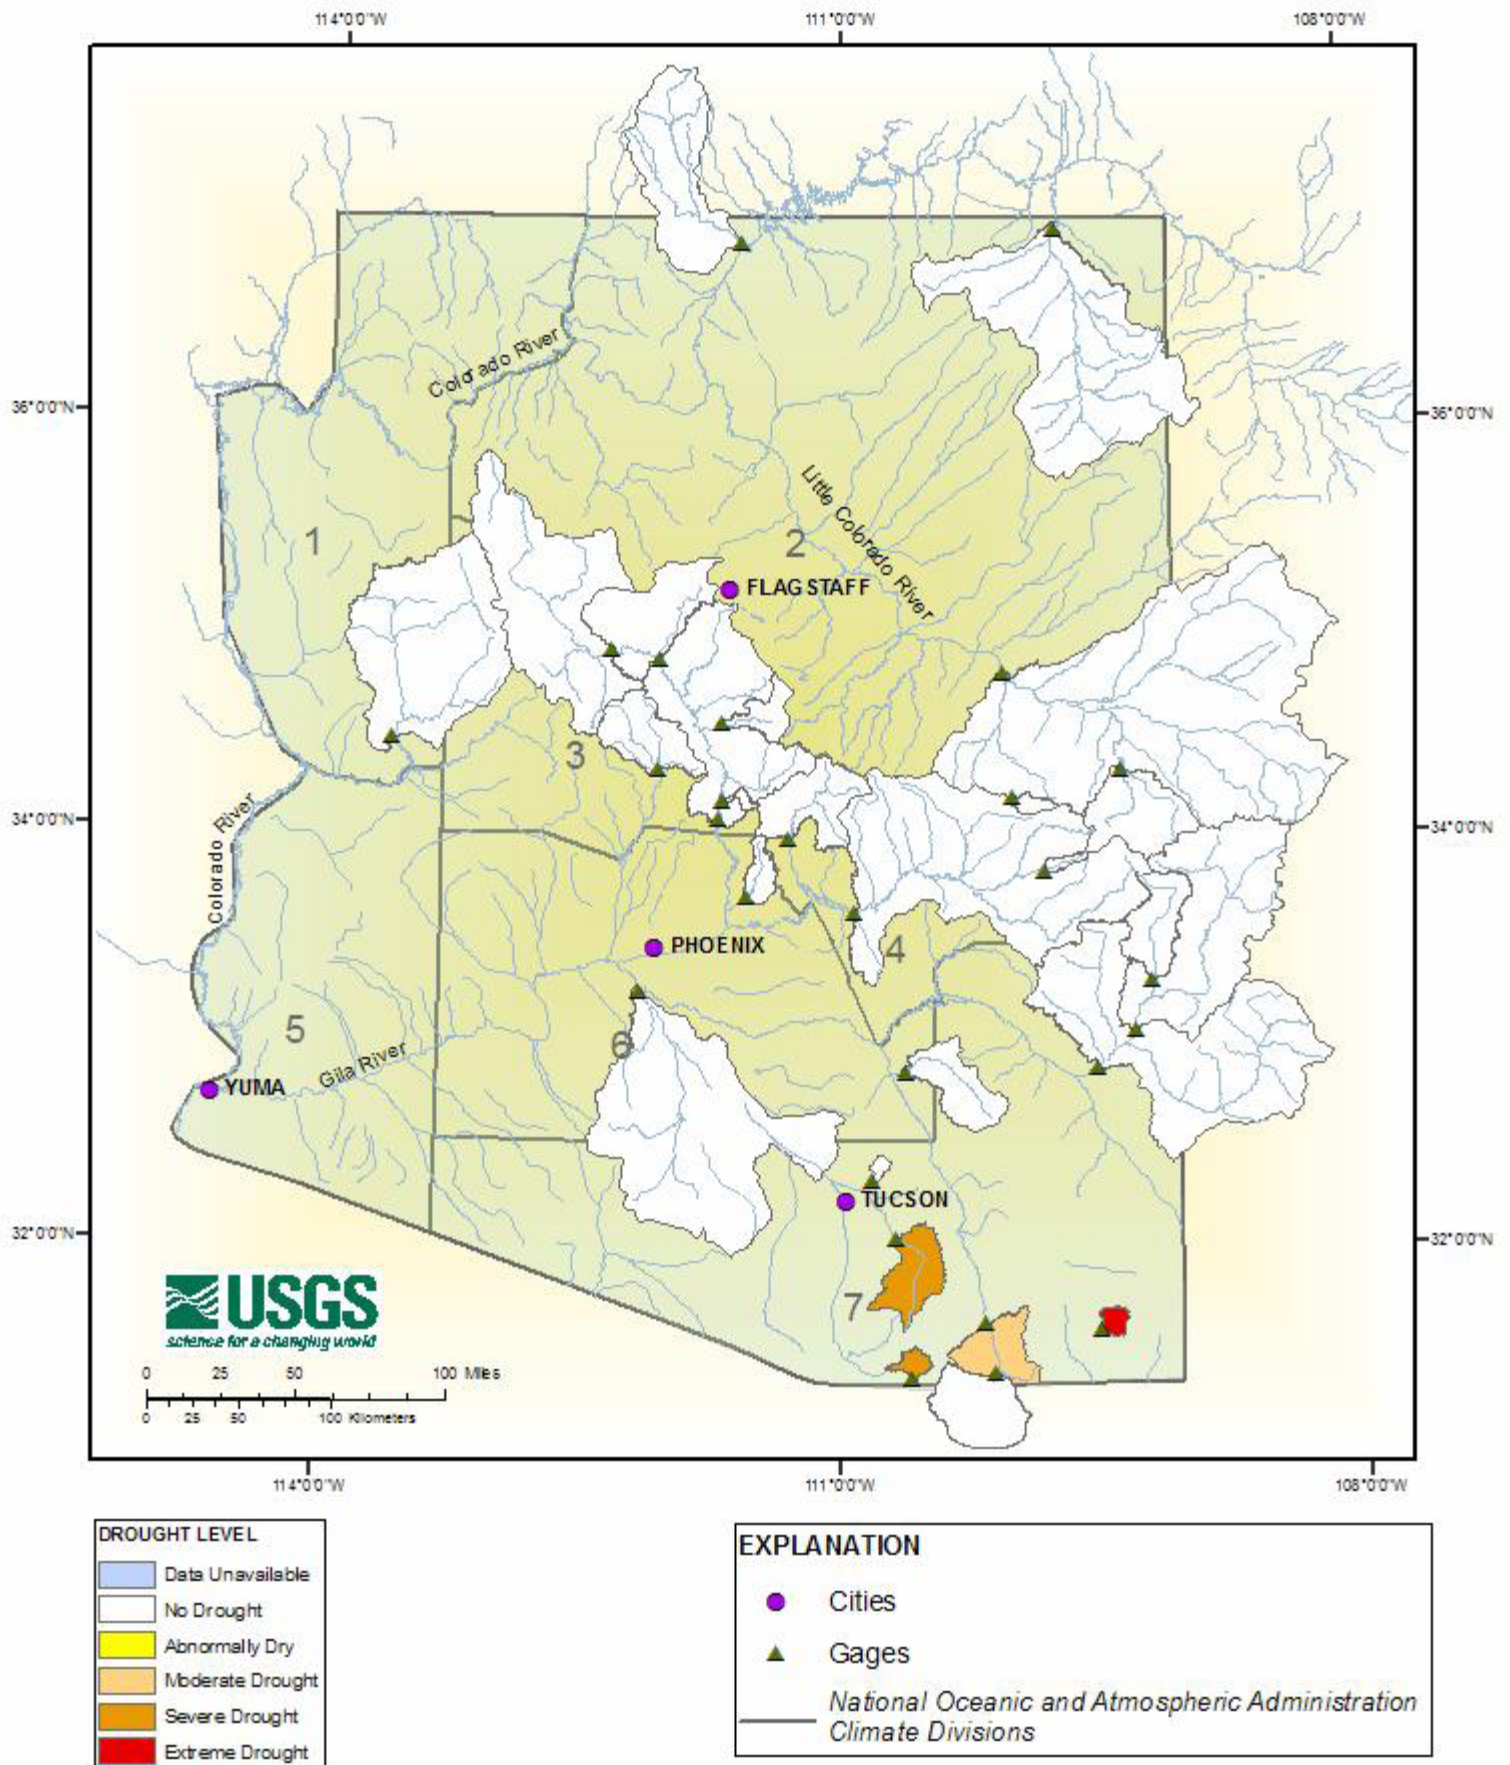 114°0'0"W
111°0'0"W
108°0'0"W
36°0'0"N
36°0'0"N
Colorado River
Little Colorado River
1
2
FLAGSTAFF
3
34°0'0"N
34°0'0"N
Colorado River
PHOENIX
4
5
6
Gila River
YUMA
TUCSON
32°0'0"N
32°0'0"N
7
USGS
science for a changing world
0 25 50 100 Miles
0 25 50 100 Kilometers
114°0'0"W
111°0'0"W
108°0'0"W
DROUGHT LEVEL
Data Unavailable
No Drought
Abnormally Dry
Moderate Drought
Severe Drought
Extreme Drought
EXPLANATION
Cities
Gages
National Oceanic and Atmospheric Administration
Climate Divisions